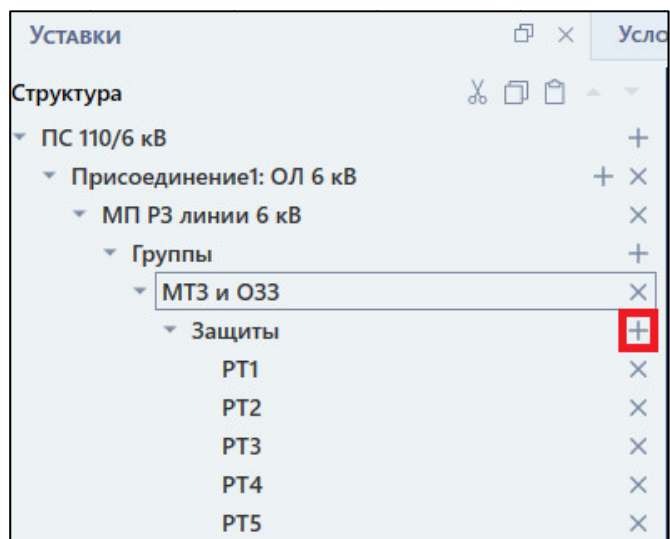 Уставки
Усло
Структура
ПС 110/6 кВ
Присоединение1: ОЛ 6 кВ
МП РЗ линии 6 кВ
Группы
МТЗ и ОЗЗ
Защиты
РТ1
РТ2
РТ3
РТ4
РТ5